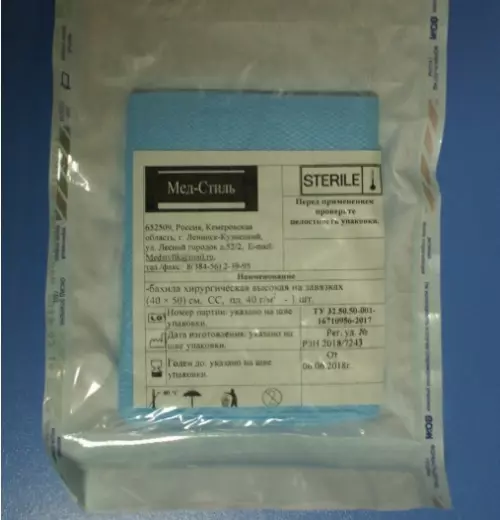 Мед-Стиль
STERILE
Перед применением
проверьте
целостность упаковки.
652509, Россия, Кемеровская
область, г. Ленинск-Кузнецкий,
ул. Лесной городок д.52/2, E-mail:
тел./факс: 8(384-56) 2-39-95
Наименование
-бахила хирургическая высокая на завязках
(40 × 50) см, СС, пл. 40 г/м² - 1 шт.
Номер партии: указано на шве
упаковки.
ТУ 32.50.50-001-
16710956-2017
Дата изготовления: указано на
шве упаковки.
Рег. уд. №
РЗН 2018/7243
От
06.06.2018г.
Годен до: указано на шве
упаковки.